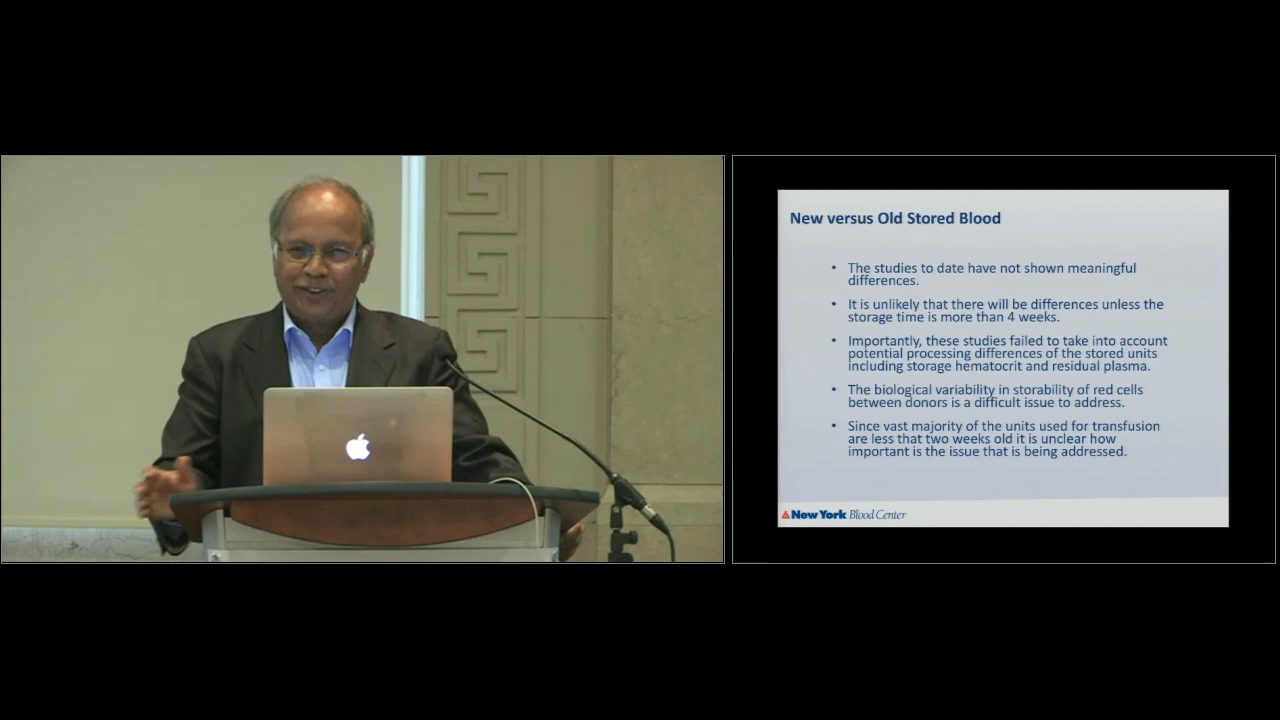 New versus Old Stored Blood
• The studies to date have not shown meaningful
differences.
• It is unlikely that there will be differences unless the
storage time is more than 4 weeks.
• Importantly, these studies failed to take into account
potential processing differences of the stored units
including storage hematocrit and residual plasma.
• The biological variability in storability of red cells
between donors is a difficult issue to address.
• Since vast majority of the units used for transfusion
are less that two weeks old it is unclear how
important is the issue that is being addressed.
New York Blood Center